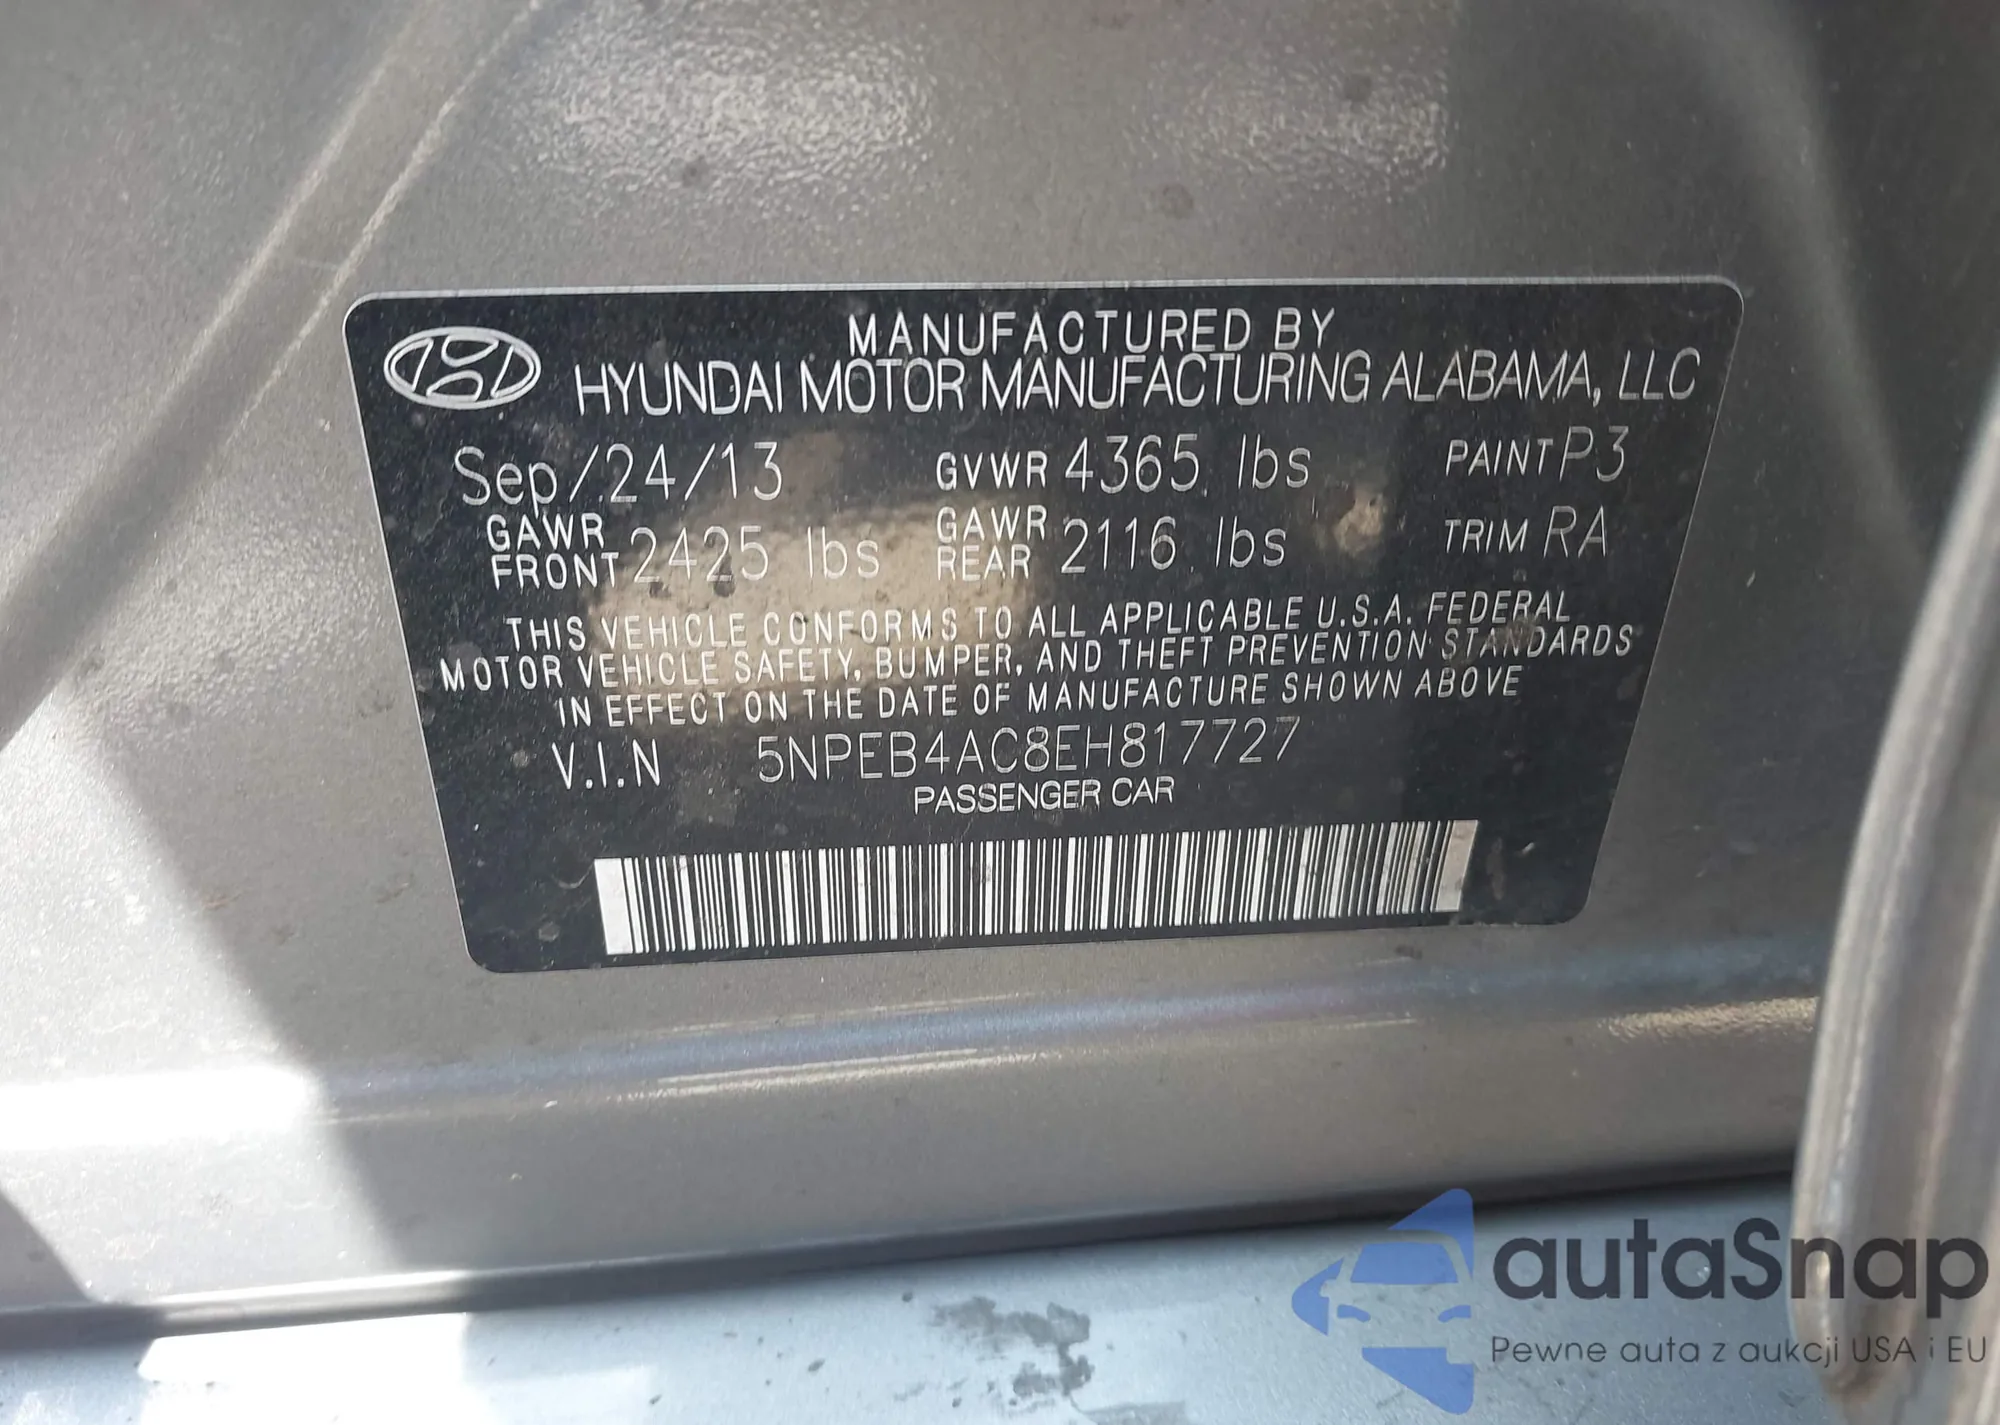 MANUFACTURED BY
HYUNDAI MOTOR MANUFACTURING ALABAMA, LLC
Sep/24/13 GVWR 4365 lbs PAINT P3
GAWR FRONT 2425 lbs GAWR REAR 2116 lbs TRIM RA
THIS VEHICLE CONFORMS TO ALL APPLICABLE U.S.A. FEDERAL
MOTOR VEHICLE SAFETY, BUMPER, AND THEFT PREVENTION STANDARDS
IN EFFECT ON THE DATE OF MANUFACTURE SHOWN ABOVE
V.I.N 5NPEB4AC8EH817727
PASSENGER CAR
autaSnap
Pewne auta z aukcji USA i EU